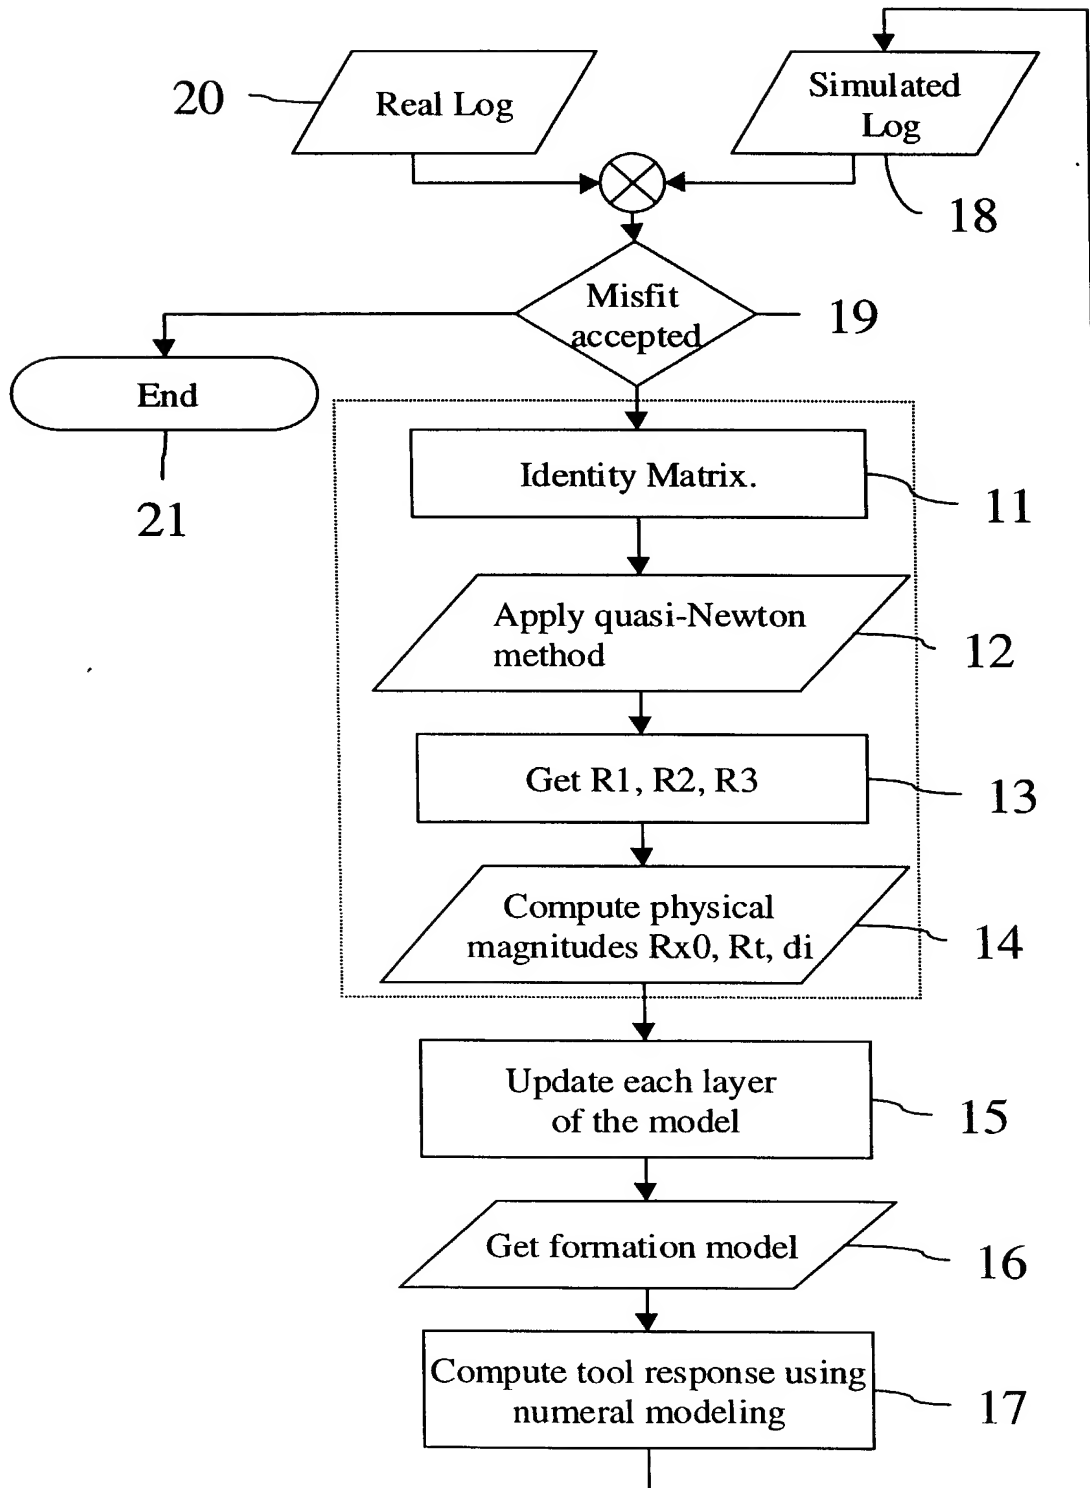 20
Real Log
Simulated
Log
18
Misfit
accepted
19
End
21
Identity Matrix.
11
Apply quasi-Newton
method
12
Get R1, R2, R3
13
Compute physical
magnitudes Rx0, Rt, di
14
Update each layer
of the model
15
Get formation model
16
Compute tool response using
numeral modeling
17